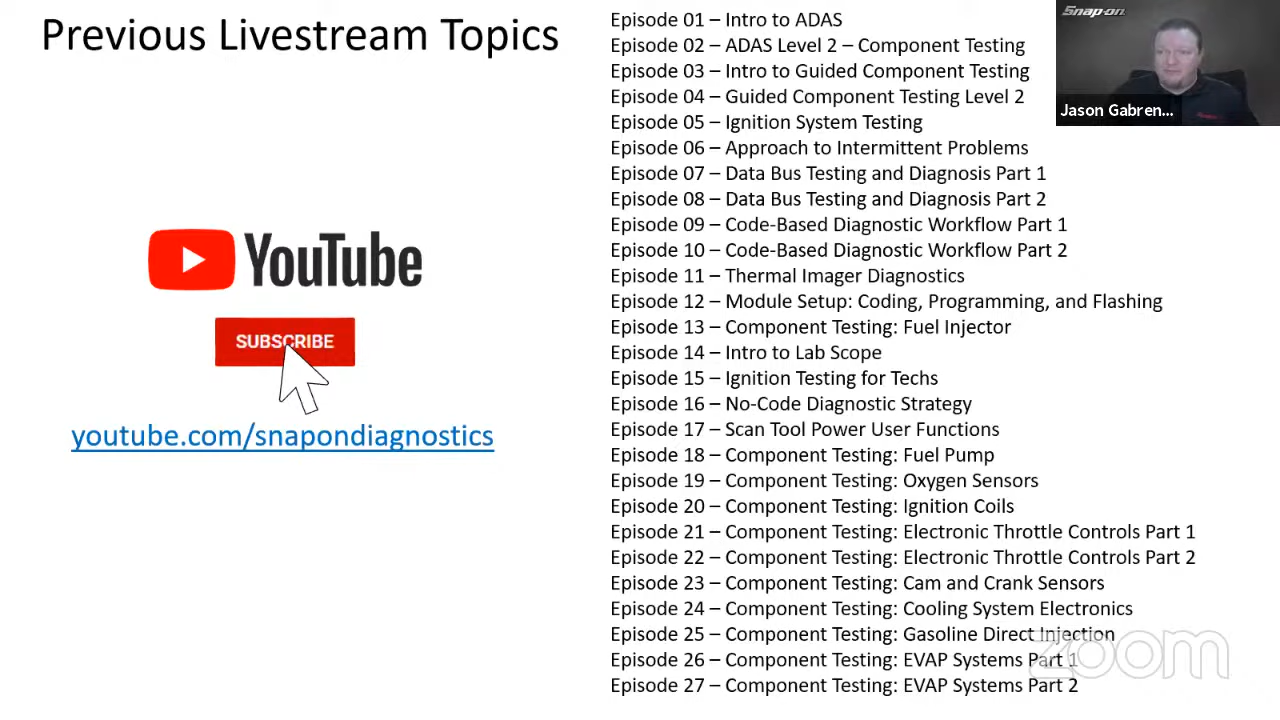 Previous Livestream Topics
YouTube
SUBSCRIBE
youtube.com/snapondiagnostics
Episode 01 – Intro to ADAS
Episode 02 – ADAS Level 2 – Component Testing
Episode 03 – Intro to Guided Component Testing
Episode 04 – Guided Component Testing Level 2
Episode 05 – Ignition System Testing
Episode 06 – Approach to Intermittent Problems
Episode 07 – Data Bus Testing and Diagnosis Part 1
Episode 08 – Data Bus Testing and Diagnosis Part 2
Episode 09 – Code-Based Diagnostic Workflow Part 1
Episode 10 – Code-Based Diagnostic Workflow Part 2
Episode 11 – Thermal Imager Diagnostics
Episode 12 – Module Setup: Coding, Programming, and Flashing
Episode 13 – Component Testing: Fuel Injector
Episode 14 – Intro to Lab Scope
Episode 15 – Ignition Testing for Techs
Episode 16 – No-Code Diagnostic Strategy
Episode 17 – Scan Tool Power User Functions
Episode 18 – Component Testing: Fuel Pump
Episode 19 – Component Testing: Oxygen Sensors
Episode 20 – Component Testing: Ignition Coils
Episode 21 – Component Testing: Electronic Throttle Controls Part 1
Episode 22 – Component Testing: Electronic Throttle Controls Part 2
Episode 23 – Component Testing: Cam and Crank Sensors
Episode 24 – Component Testing: Cooling System Electronics
Episode 25 – Component Testing: Gasoline Direct Injection
Episode 26 – Component Testing: EVAP Systems Part 1
Episode 27 – Component Testing: EVAP Systems Part 2
Snap-on
Jason Gabren...
zoom